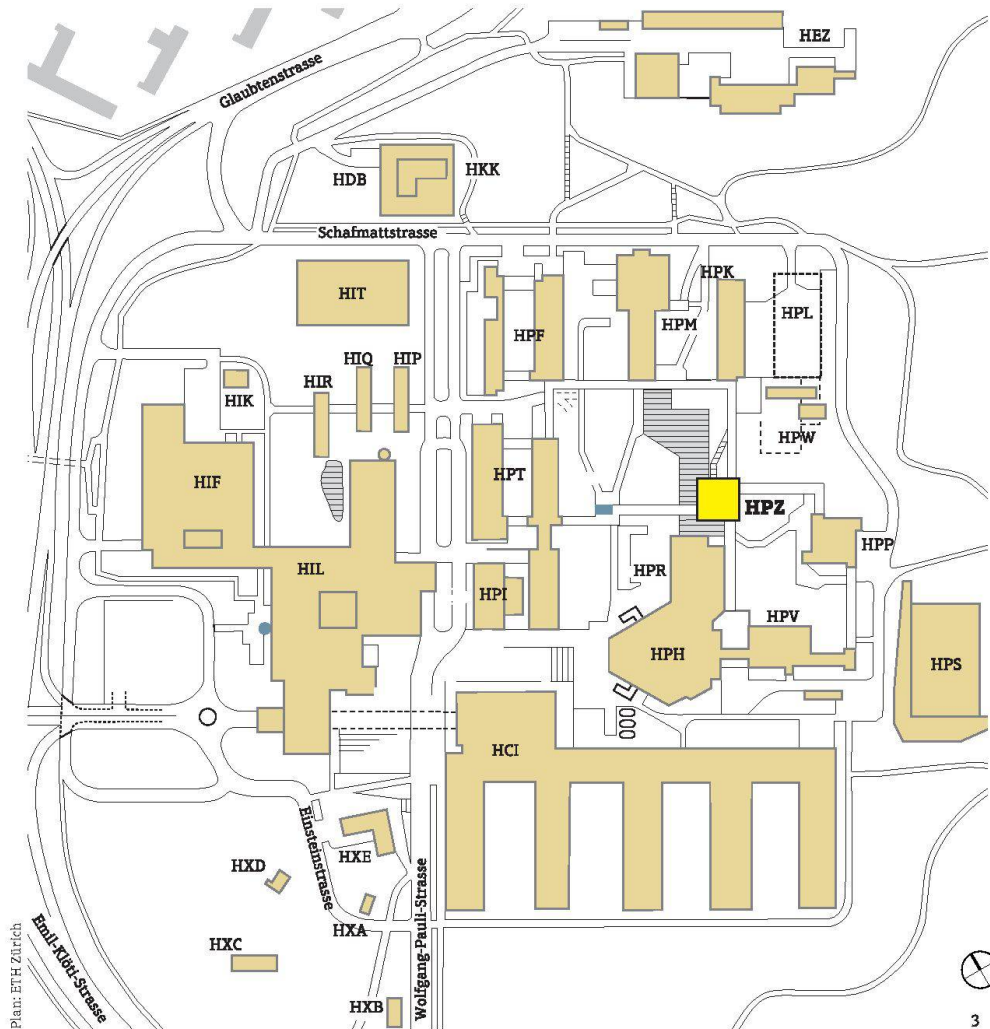 HEZ
Glaubtenstrasse
HDB
HKK
Schafmattstrasse
HIT
HPF
HPM
HPK
HPL
HIQ
HIP
HIR
HIK
HPW
HIF
HPT
HPZ
HPP
HIL
HPI
HPR
HPV
HPH
HPS
HCI
Einsteinstrasse
HXE
HXD
HXA
Wolfgang-Pauli-Strasse
Emil-Klöti-Strasse
HXC
HXB
Plan: ETH Zürich
3